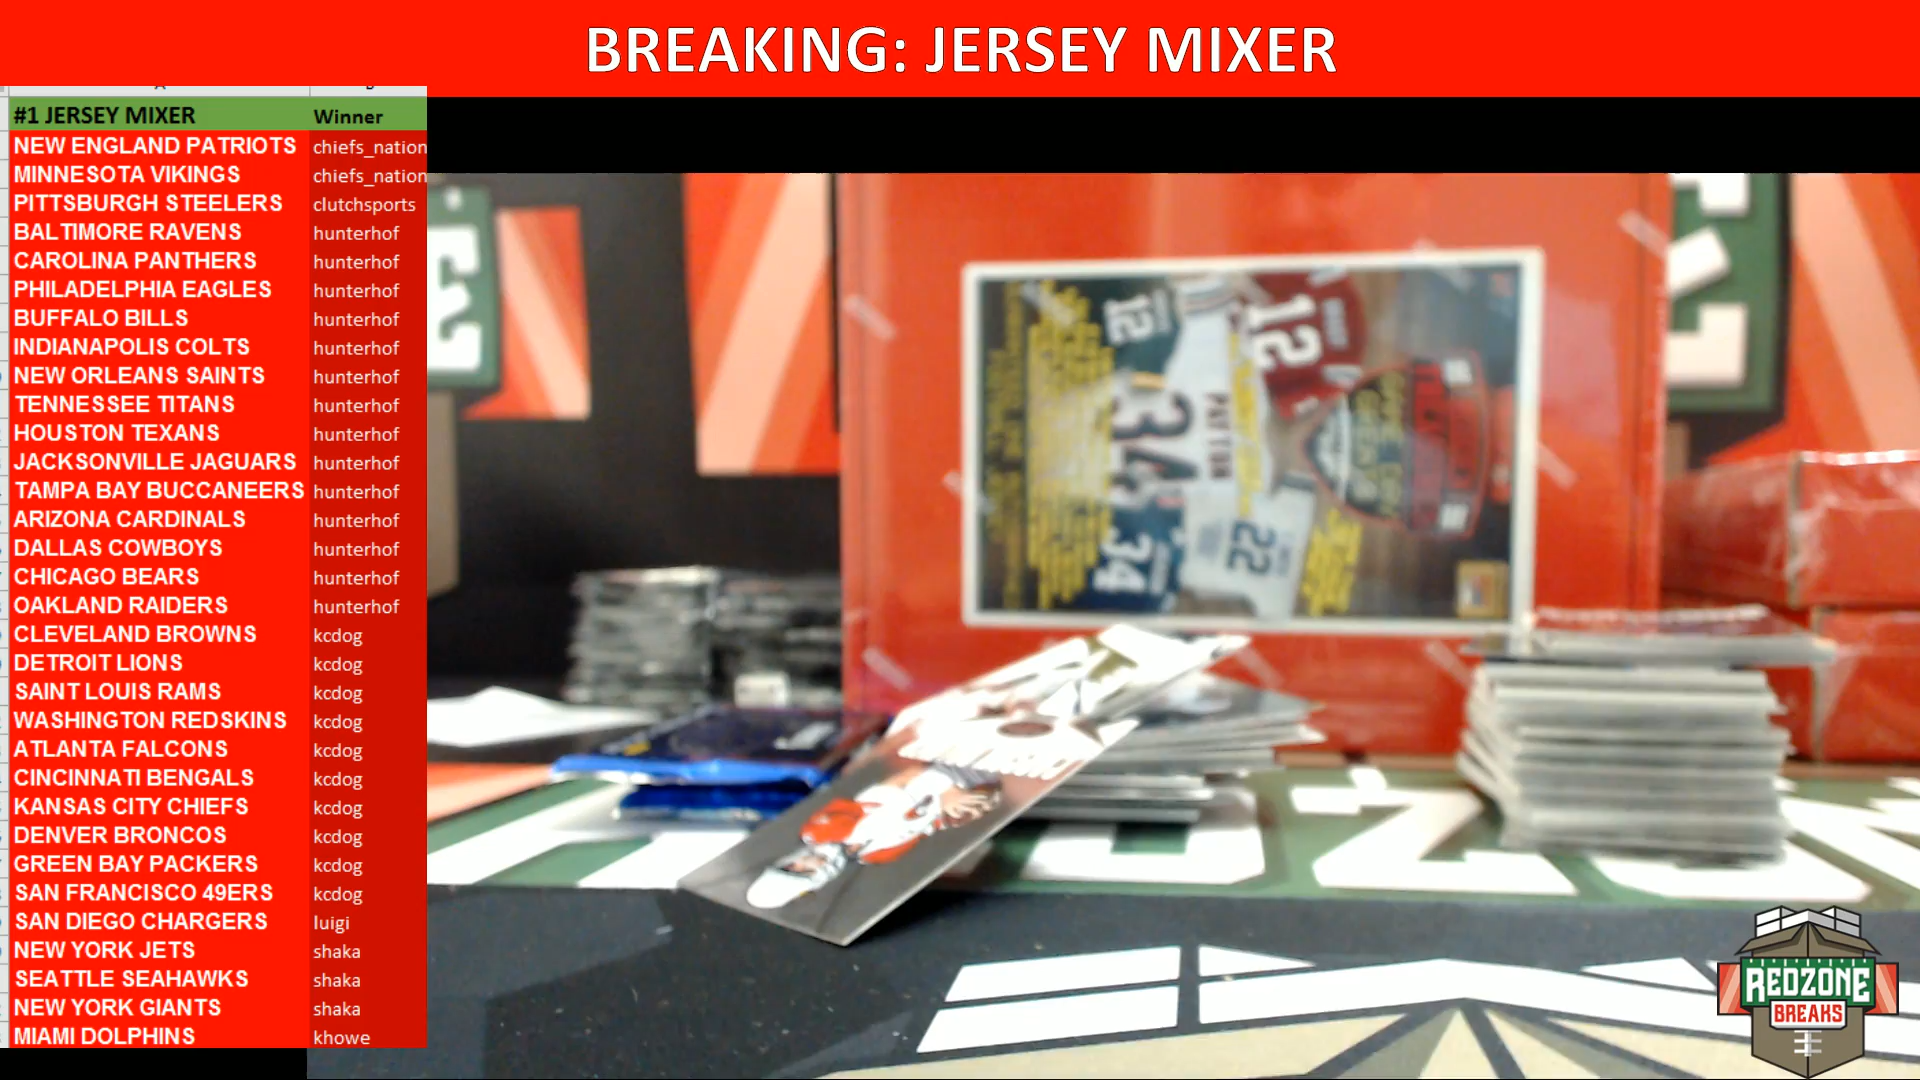 BREAKING: JERSEY MIXER
#1 JERSEY MIXER Winner
NEW ENGLAND PATRIOTS chiefs_nation
MINNESOTA VIKINGS chiefs_nation
PITTSBURGH STEELERS clutchsports
BALTIMORE RAVENS hunterhof
CAROLINA PANTHERS hunterhof
PHILADELPHIA EAGLES hunterhof
BUFFALO BILLS hunterhof
INDIANAPOLIS COLTS hunterhof
NEW ORLEANS SAINTS hunterhof
TENNESSEE TITANS hunterhof
HOUSTON TEXANS hunterhof
JACKSONVILLE JAGUARS hunterhof
TAMPA BAY BUCCANEERS hunterhof
ARIZONA CARDINALS hunterhof
DALLAS COWBOYS hunterhof
CHICAGO BEARS hunterhof
OAKLAND RAIDERS hunterhof
CLEVELAND BROWNS kcdog
DETROIT LIONS kcdog
SAINT LOUIS RAMS kcdog
WASHINGTON REDSKINS kcdog
ATLANTA FALCONS kcdog
CINCINNATI BENGALS kcdog
KANSAS CITY CHIEFS kcdog
DENVER BRONCOS kcdog
GREEN BAY PACKERS kcdog
SAN FRANCISCO 49ERS kcdog
SAN DIEGO CHARGERS luigi
NEW YORK JETS shaka
SEATTLE SEAHAWKS shaka
NEW YORK GIANTS shaka
MIAMI DOLPHINS khowe
12
12
34
PAYTON
34
22
REDZONE
BREAKS